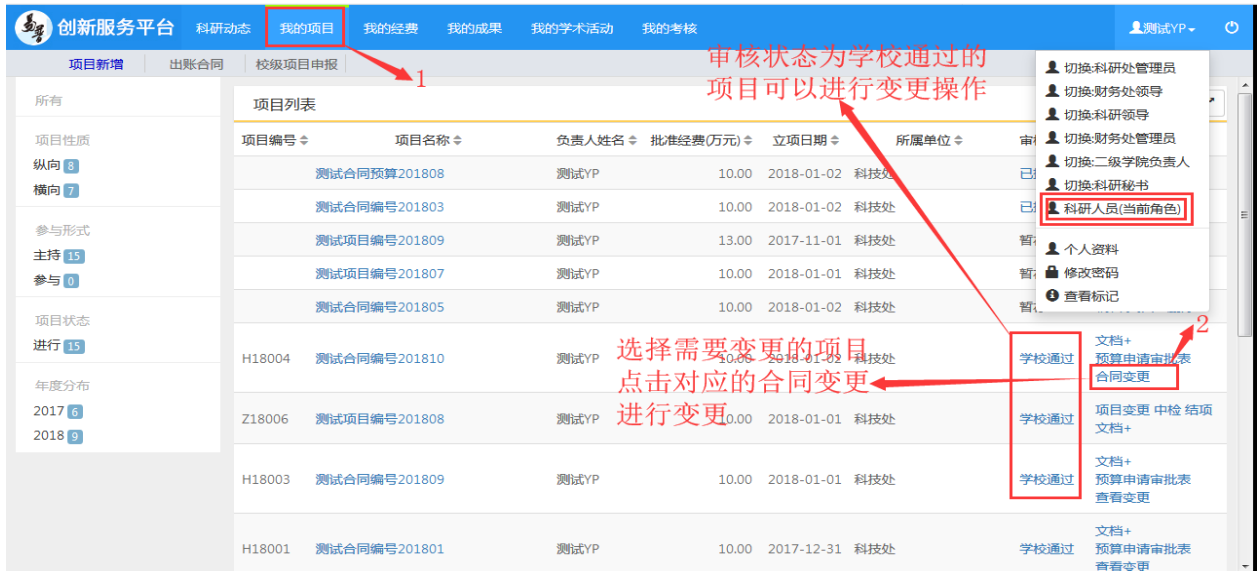 创新服务平台 科研动态 我的项目 我的经费 我的成果 我的学术活动 我的考核 测试YP
项目新增 出账合同 校级项目申报
1
审核状态为学校通过的
项目可以进行变更操作
切换:科研处管理员
切换:财务处领导
切换:科研领导
切换:财务处管理员
切换:二级学院负责人
切换:科研秘书
科研人员(当前角色)
个人资料
修改密码
查看标记
2
所有
项目性质
纵向 8
横向 7
参与形式
主持 15
参与 0
项目状态
进行 15
年度分布
2017 6
2018 9
项目列表
项目编号 项目名称 负责人姓名 批准经费(万元) 立项日期 所属单位
测试合同预算201808 测试YP 10.00 2018-01-02 科技处
测试合同编号201803 测试YP 10.00 2018-01-02 科技处
测试项目编号201809 测试YP 13.00 2017-11-01 科技处
测试项目编号201807 测试YP 10.00 2018-01-01 科技处
测试合同编号201805 测试YP 10.00 2018-01-02 科技处
选择需要变更的项目
点击对应的合同变更
进行变更
H18004 测试合同编号201810 测试YP 10.00 2018-01-02 科技处 学校通过
文档+
预算申请审批表
合同变更
Z18006 测试项目编号201808 测试YP 10.00 2018-01-01 科技处 学校通过
项目变更 中检 结项
文档+
H18003 测试合同编号201809 测试YP 10.00 2018-01-01 科技处 学校通过
文档+
预算申请审批表
查看变更
H18001 测试合同编号201801 测试YP 10.00 2017-12-31 科技处 学校通过
文档+
预算申请审批表
查看变更